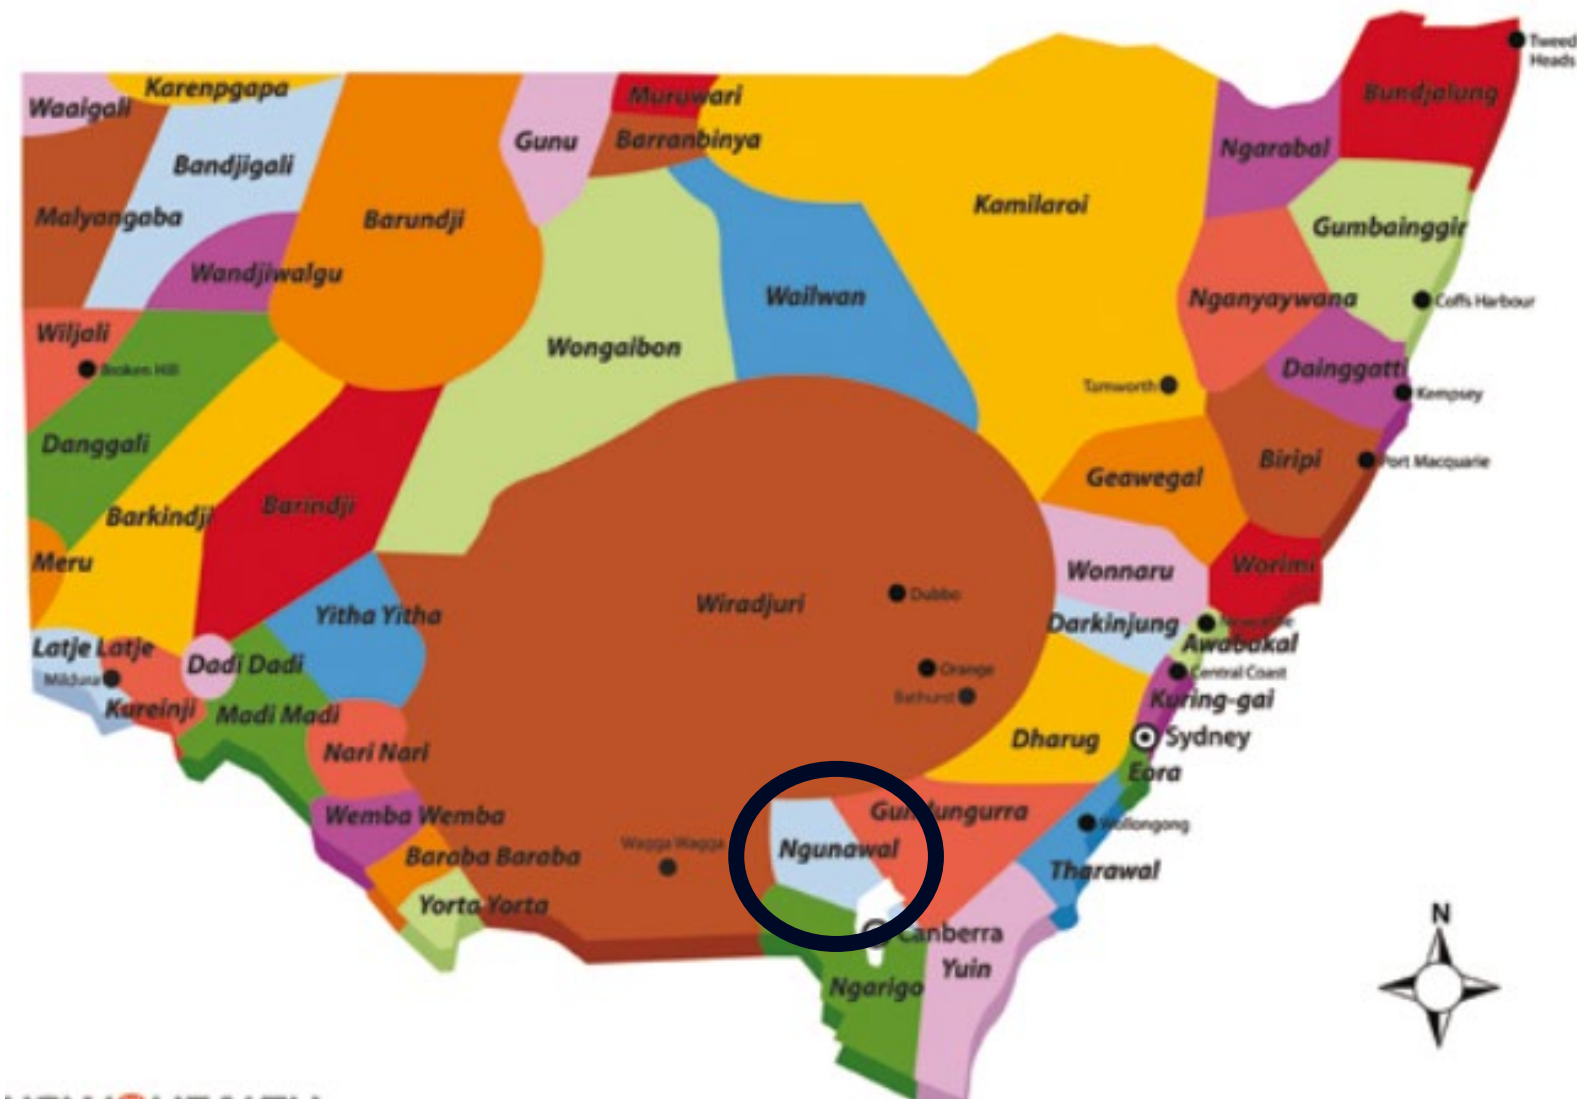 Tweed
Heads
Karenpgapa
Waaigali
Muruwari
Bundjalung
Gunu
Barranbinya
Ngarabal
Bandjigali
Malyangaba
Barundji
Kamilaroi
Gumbainggir
Wandjiwalgu
Wailwan
Nganyaywana
Coffs Harbour
Wiljali
Wongaibon
Broken Hill
Dainggatti
Tamworth
Kempsey
Danggali
Biripi
Port Macquarie
Geawegal
Barkindji
Barindji
Meru
Wonnaru
Worimi
Wiradjuri
Dubbo
Yitha Yitha
Darkinjung
Awabakal
Latje Latje
Dadi Dadi
Orange
Central Coast
Mildura
Bathurst
Kureinji
Madi Madi
Kuring-gai
Nari Nari
Dharug
Sydney
Eora
Wemba Wemba
Gundungurra
Wollongong
Wagga Wagga
Ngunawal
Baraba Baraba
Tharawal
Yorta Yorta
Canberra
N
Yuin
Ngarigo